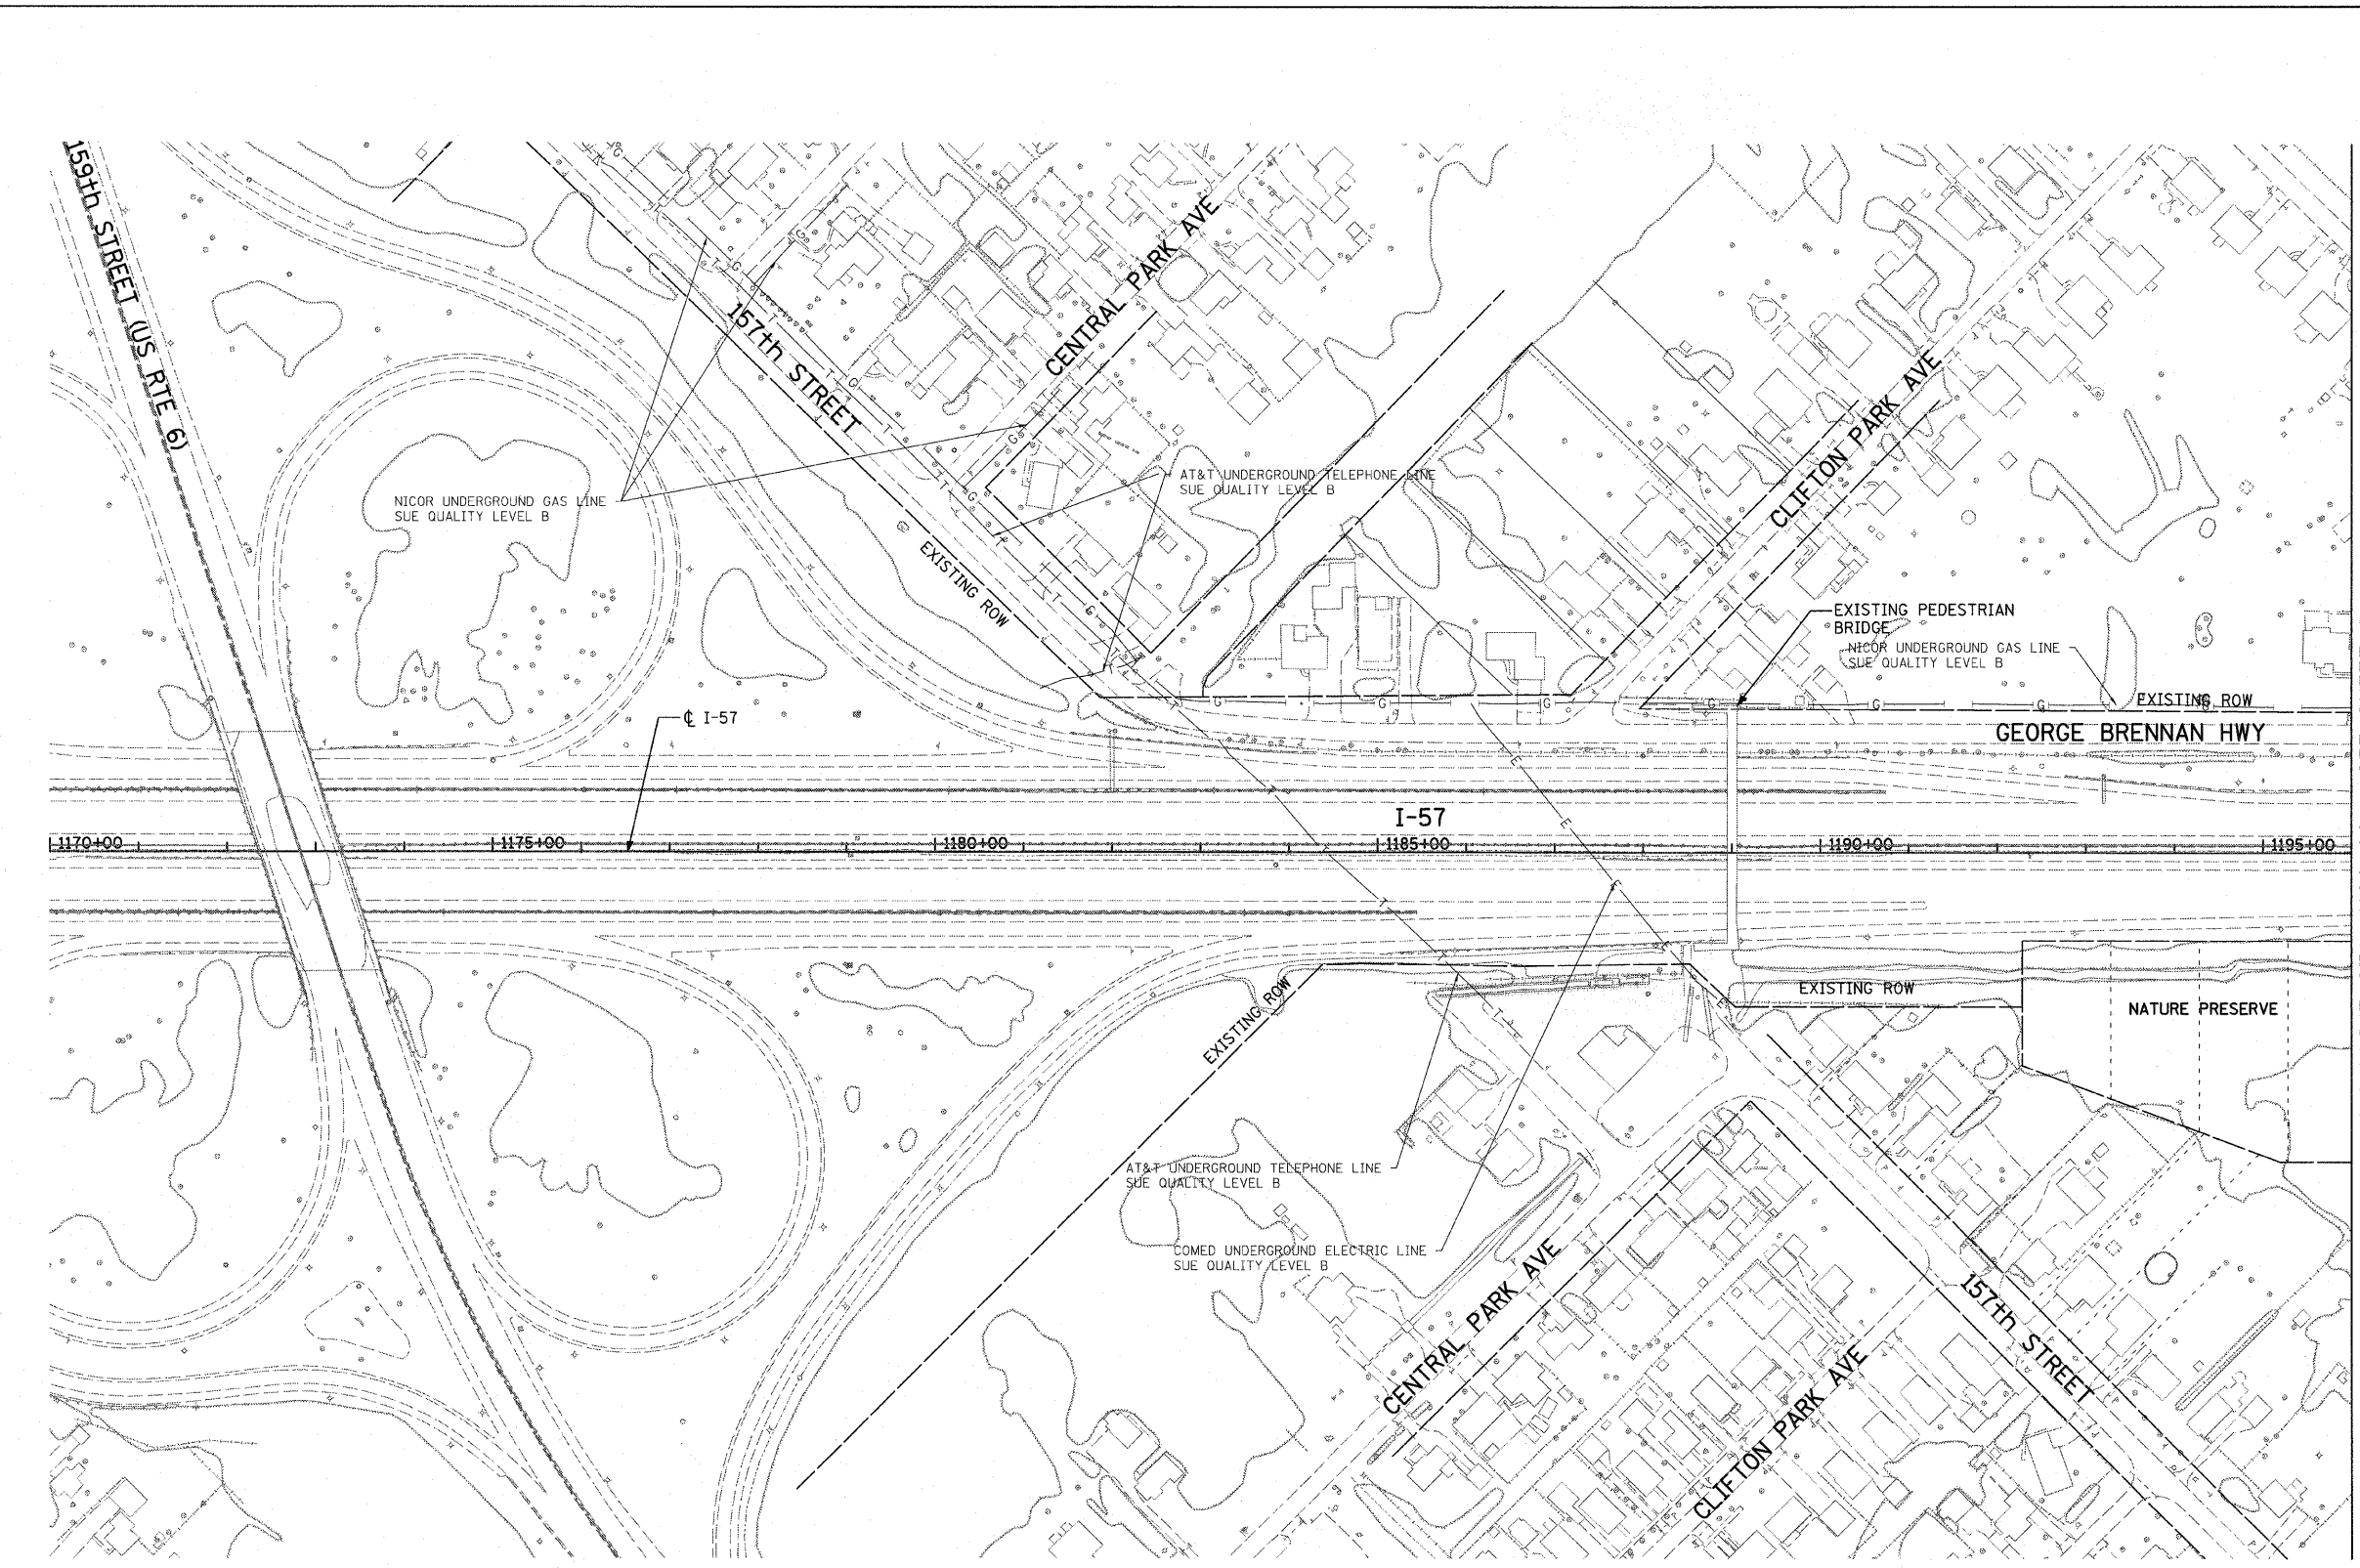 159th STREET (US RTE 6)
157th STREET
CENTRAL PARK AVE
CLIFTON PARK AVE
NICOR UNDERGROUND GAS LINE
SUE QUALITY LEVEL B
AT&T UNDERGROUND TELEPHONE LINE
SUE QUALITY LEVEL B
EXISTING ROW
EXISTING PEDESTRIAN
BRIDGE
NICOR UNDERGROUND GAS LINE
SUE QUALITY LEVEL B
EXISTING ROW
GEORGE BRENNAN HWY
℄ I-57
I-57
1170+00
1175+00
1180+00
1185+00
1190+00
1195+00
EXISTING ROW
EXISTING ROW
NATURE PRESERVE
AT&T UNDERGROUND TELEPHONE LINE
SUE QUALITY LEVEL B
COMED UNDERGROUND ELECTRIC LINE
SUE QUALITY LEVEL B
CENTRAL PARK AVE
CLIFTON PARK AVE
157th STREET